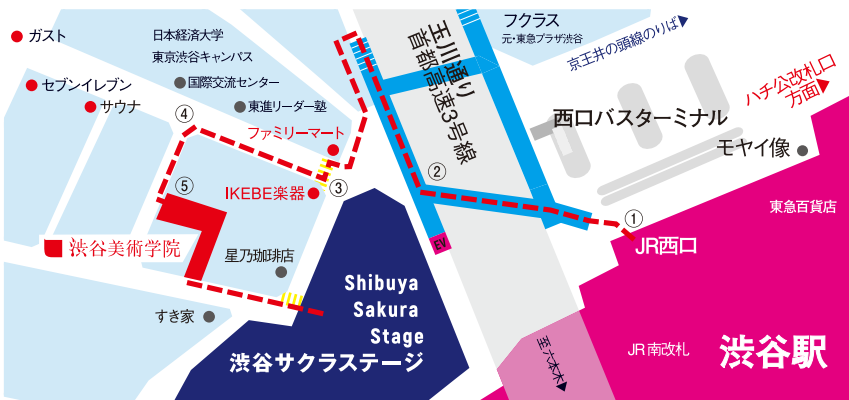 ガスト
日本経済大学
東京渋谷キャンパス
国際交流センター
セブンイレブン
サウナ
東進リーダー塾
ファミリーマート
④
⑤
③
IKEBE楽器
渋谷美術学院
星乃珈琲店
すき家
Shibuya
Sakura
Stage
渋谷サクラステージ
玉川通り
首都高速3号線
②
EV
フクラス
元・東急プラザ渋谷
京王井の頭線のりば▶
ハチ公改札口
方面▶
西口バスターミナル
モヤイ像
①
東急百貨店
JR西口
JR南改札
渋谷駅
至六本木▶